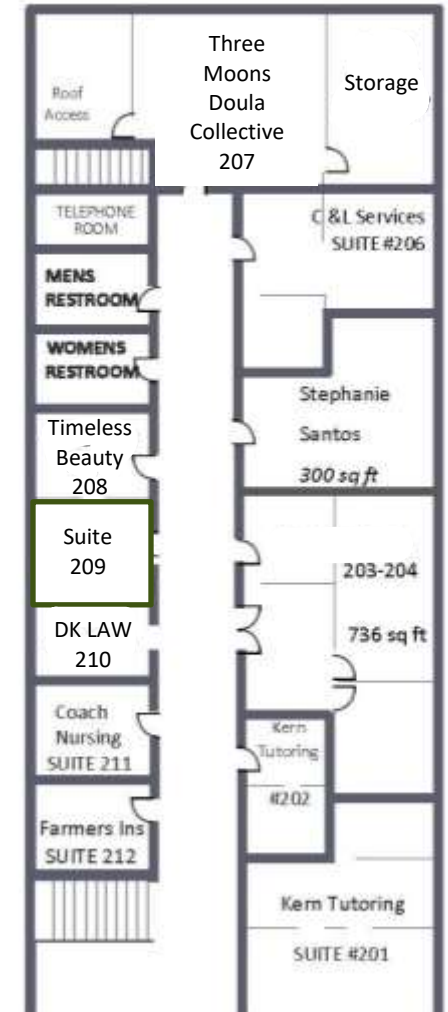 Three
Moons
Doula
Collective
207
Storage
Roof
Access
TELEPHONE
ROOM
C &L Services
SUITE #206
MENS
RESTROOM
WOMENS
RESTROOM
Stephanie
Santos
300 sq ft
Timeless
Beauty
208
Suite
209
203-204
736 sq ft
DK LAW
210
Coach
Nursing
SUITE 211
Kern
Tutoring
#202
Farmers Ins
SUITE 212
Kern Tutoring
SUITE #201